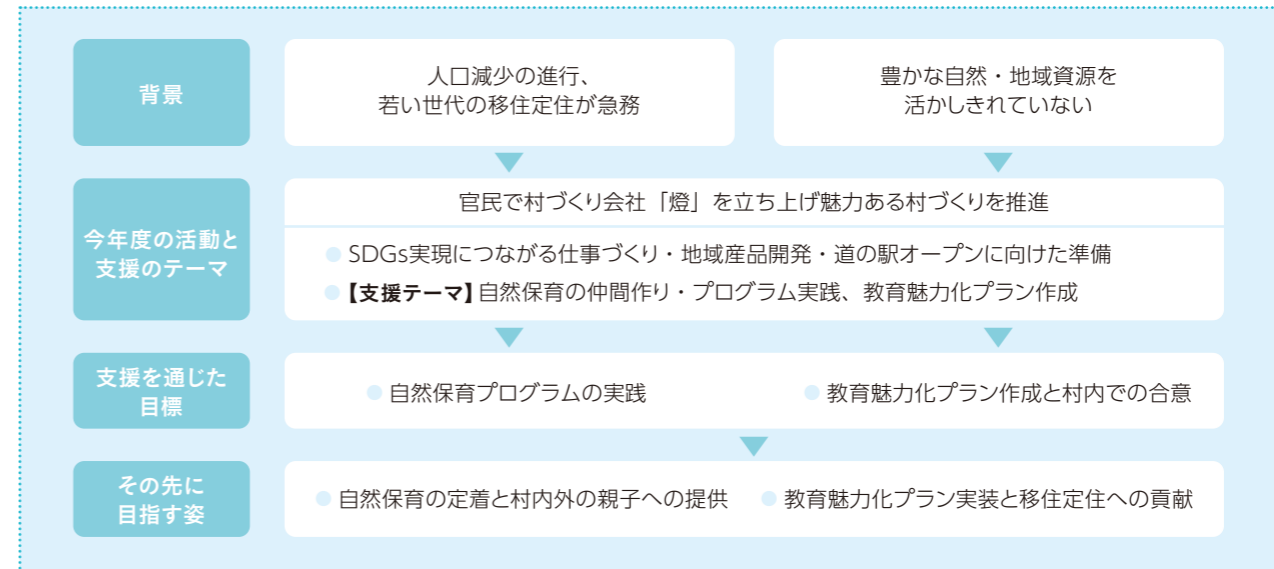 背景
人口減少の進行、
若い世代の移住定住が急務
豊かな自然・地域資源を
活かしきれていない
今年度の活動と
支援のテーマ
官民で村づくり会社「燈」を立ち上げ魅力ある村づくりを推進
● SDGs実現につながる仕事づくり・地域産品開発・道の駅オープンに向けた準備
● 【支援テーマ】自然保育の仲間作り・プログラム実践、教育魅力化プラン作成
支援を通じた
目標
● 自然保育プログラムの実践
● 教育魅力化プラン作成と村内での合意
その先に
目指す姿
● 自然保育の定着と村内外の親子への提供
● 教育魅力化プラン実装と移住定住への貢献